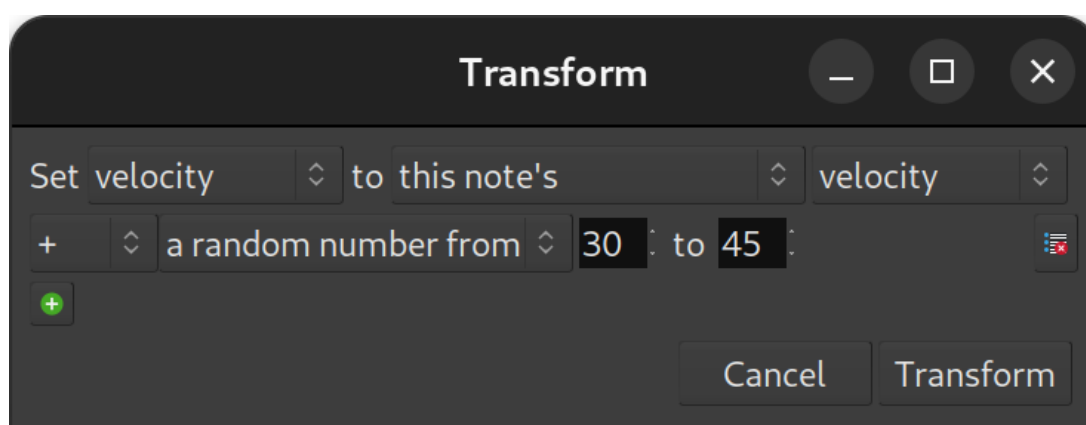 Transform
Set velocity to this note's velocity
+ a random number from 30 to 45
Cancel Transform